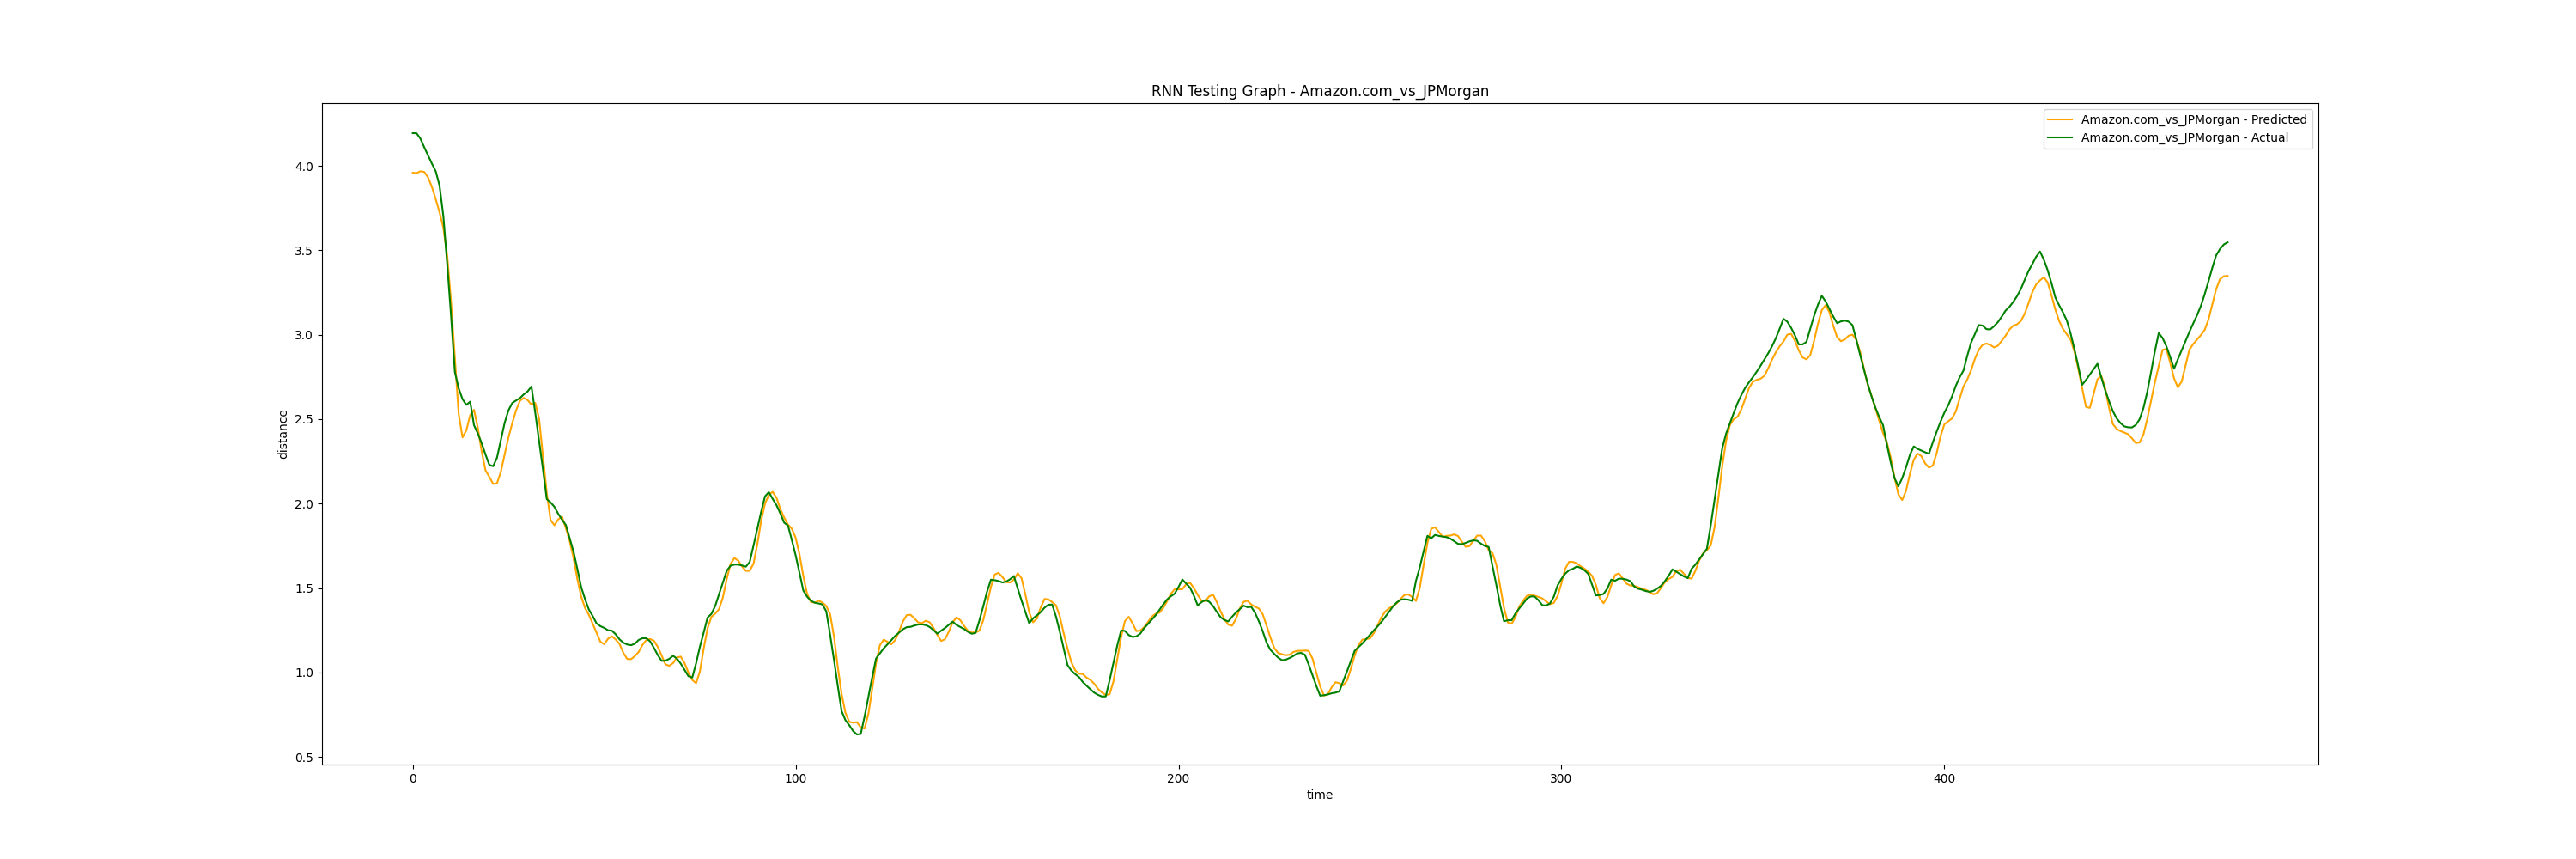 RNN Testing Graph - Amazon.com_vs_JPMorgan
Amazon.com_vs_JPMorgan - Predicted
Amazon.com_vs_JPMorgan - Actual
4.0
3.5
3.0
2.5
2.0
1.5
1.0
0.5
distance
0 100 200 300 400
time